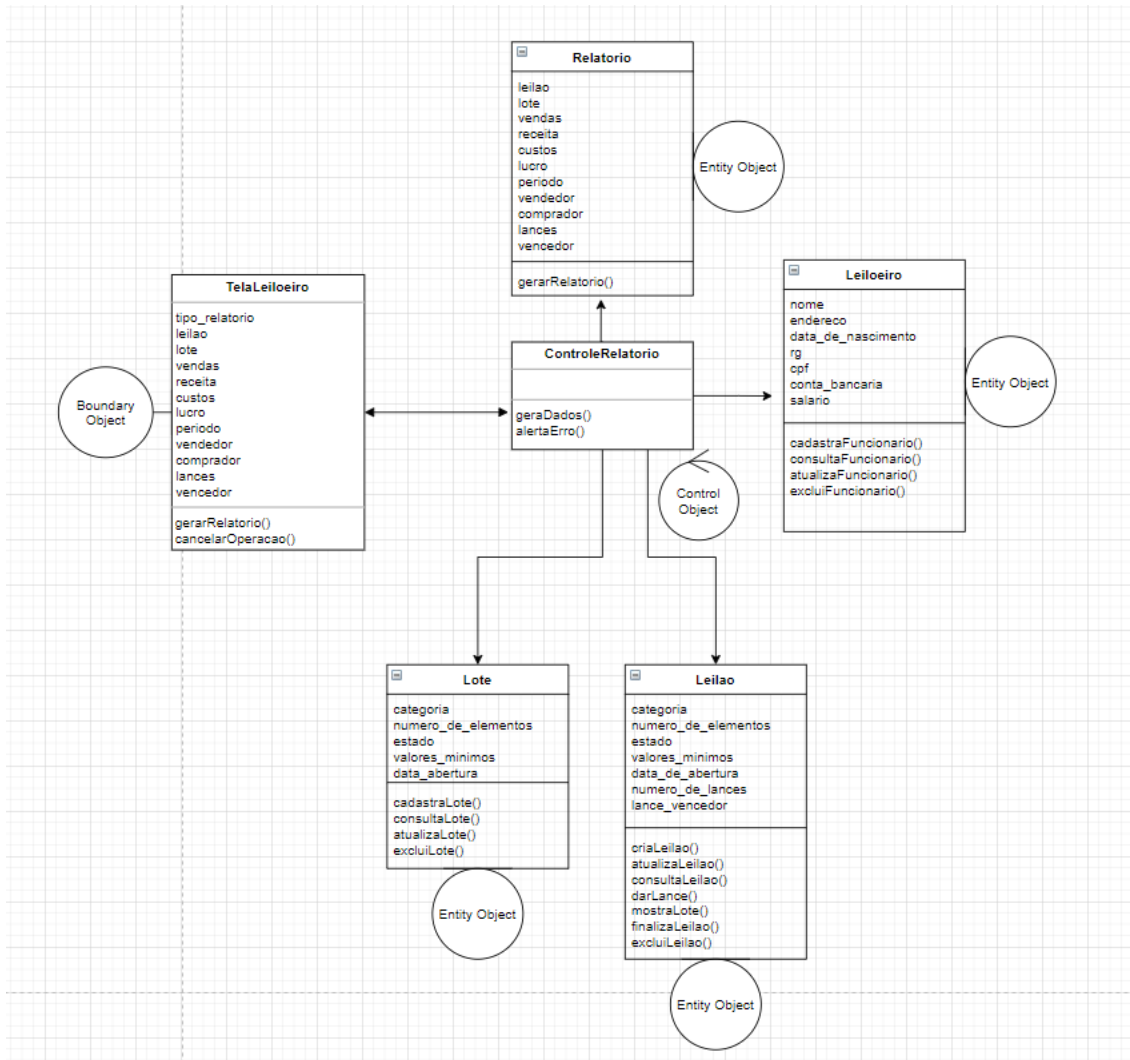 Relatorio
leilao
lote
vendas
receita
custos
lucro
periodo
vendedor
comprador
lances
vencedor
gerarRelatorio()
Entity Object
TelaLeiloeiro
tipo_relatorio
leilao
lote
vendas
receita
custos
lucro
periodo
vendedor
comprador
lances
vencedor
gerarRelatorio()
cancelarOperacao()
Boundary
Object
ControleRelatorio
geraDados()
alertaErro()
Control
Object
Leiloeiro
nome
endereco
data_de_nascimento
rg
cpf
conta_bancaria
salario
cadastraFuncionario()
consultaFuncionario()
atualizaFuncionario()
excluiFuncionario()
Entity Object
Lote
categoria
numero_de_elementos
estado
valores_minimos
data_abertura
cadastraLote()
consultaLote()
atualizaLote()
excluiLote()
Entity Object
Leilao
categoria
numero_de_elementos
estado
valores_minimos
data_de_abertura
numero_de_lances
lance_vencedor
criaLeilao()
atualizaLeilao()
consultaLeilao()
darLance()
mostraLote()
finalizaLeilao()
excluiLeilao()
Entity Object